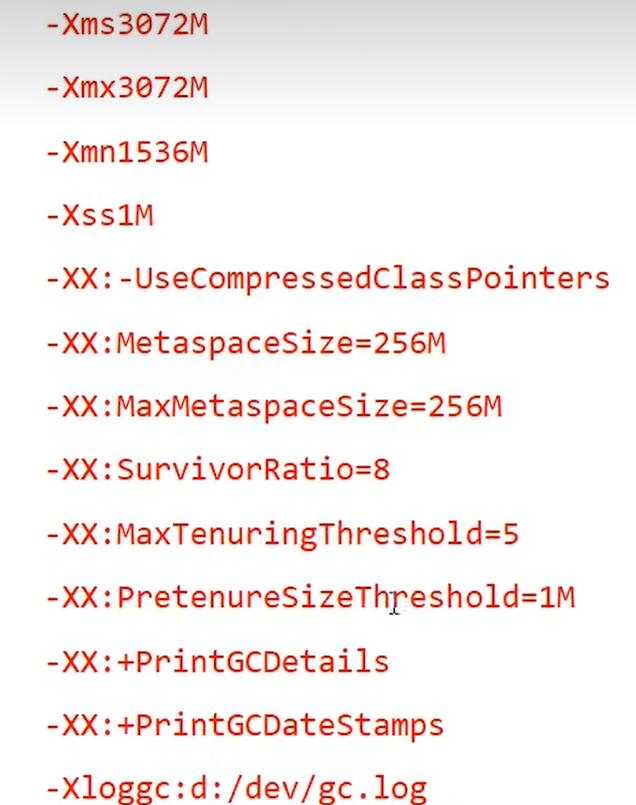 -Xms3072M
-Xmx3072M
-Xmn1536M
-Xss1M
-XX:-UseCompressedClassPointers
-XX:MetaspaceSize=256M
-XX:MaxMetaspaceSize=256M
-XX:SurvivorRatio=8
-XX:MaxTenuringThreshold=5
-XX:PretenureSizeThreshold=1M
-XX:+PrintGCDetails
-XX:+PrintGCDateStamps
-Xloggc:d:/dev/gc.log